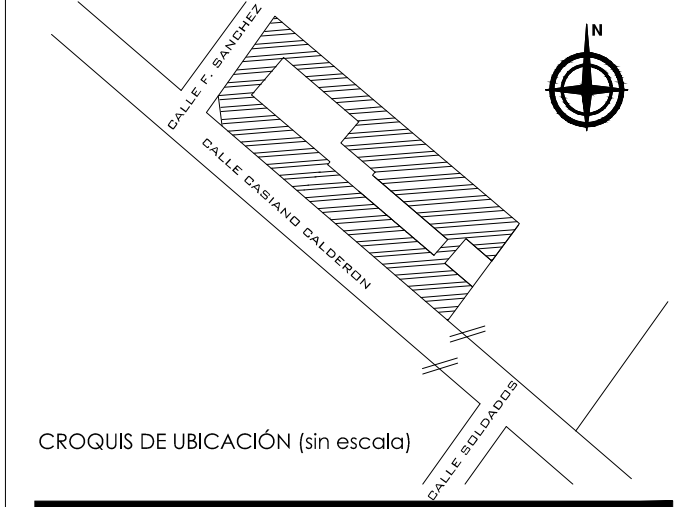 N
CALLE F. SANCHEZ
CALLE CASIANO CALDERON
CROQUIS DE UBICACIÓN (sin escala)
CALLE SOLDADOS